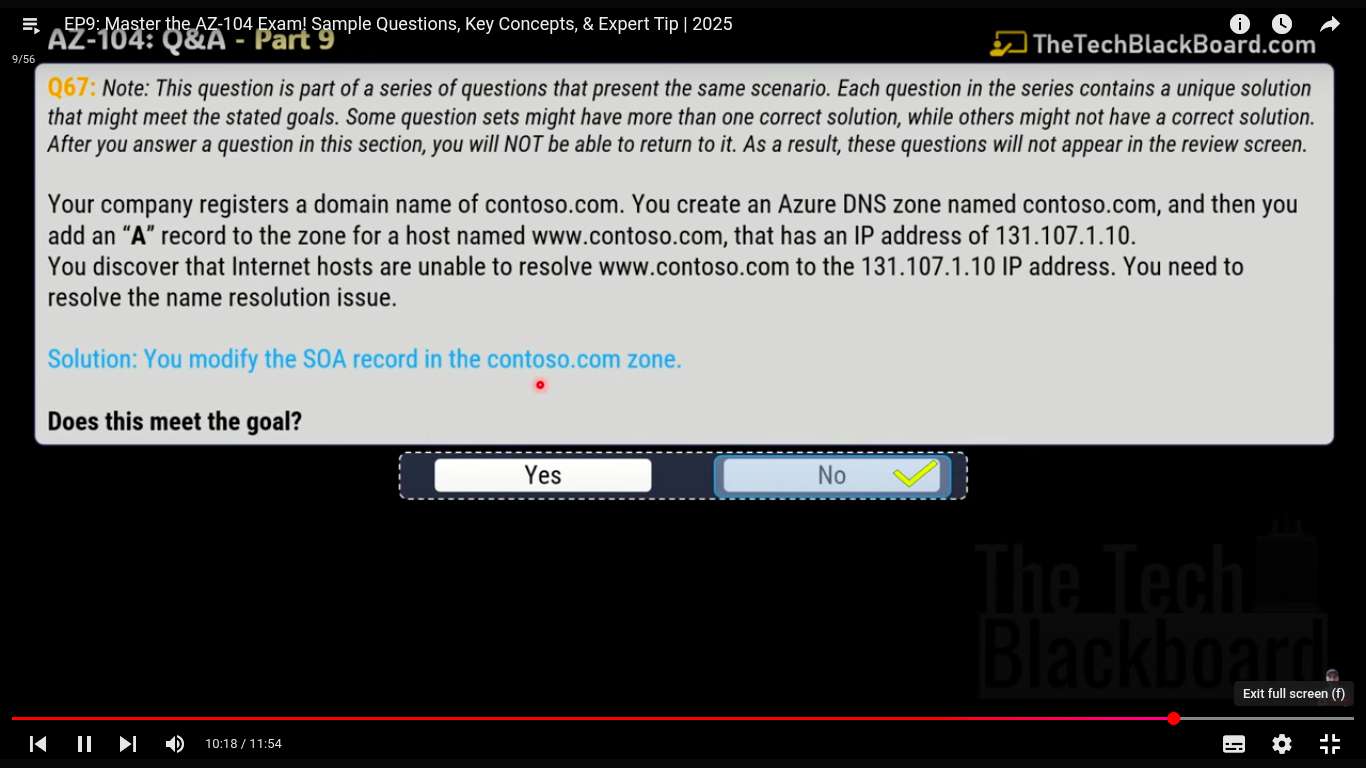 EP9: Master the AZ-104 Exam! Sample Questions, Key Concepts, & Expert Tip | 2025
AZ-104: Q&A - Part 9
TheTechBlackBoard.com
9/56
Q67: Note: This question is part of a series of questions that present the same scenario. Each question in the series contains a unique solution
that might meet the stated goals. Some question sets might have more than one correct solution, while others might not have a correct solution.
After you answer a question in this section, you will NOT be able to return to it. As a result, these questions will not appear in the review screen.
Your company registers a domain name of contoso.com. You create an Azure DNS zone named contoso.com, and then you
add an “A” record to the zone for a host named www.contoso.com, that has an IP address of 131.107.1.10.
You discover that Internet hosts are unable to resolve www.contoso.com to the 131.107.1.10 IP address. You need to
resolve the name resolution issue.
Solution: You modify the SOA record in the contoso.com zone.
Does this meet the goal?
Yes
No
The Tech
Blackboard
Exit full screen (f)
10:18 / 11:54